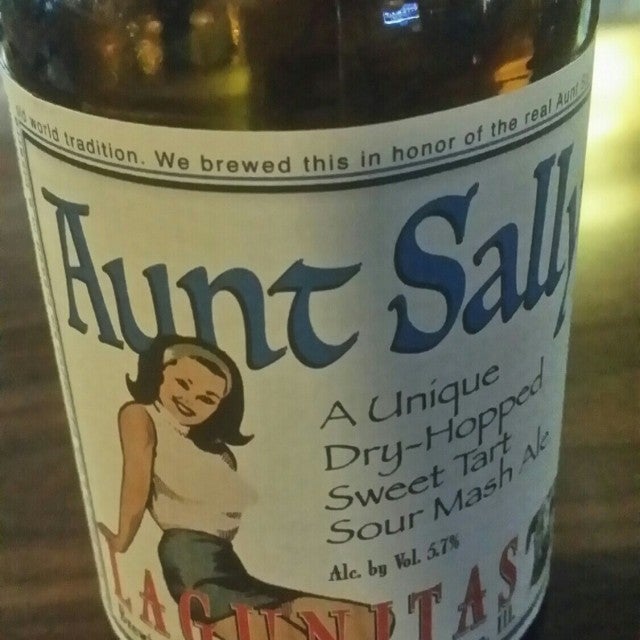 world tradition. We brewed this in honor of the real Aunt
Aunt Sally
A Unique
Dry-Hopped
Sweet Tart
Sour Mash Ale
Alc. by Vol. 5.7%
LAGUNITAS